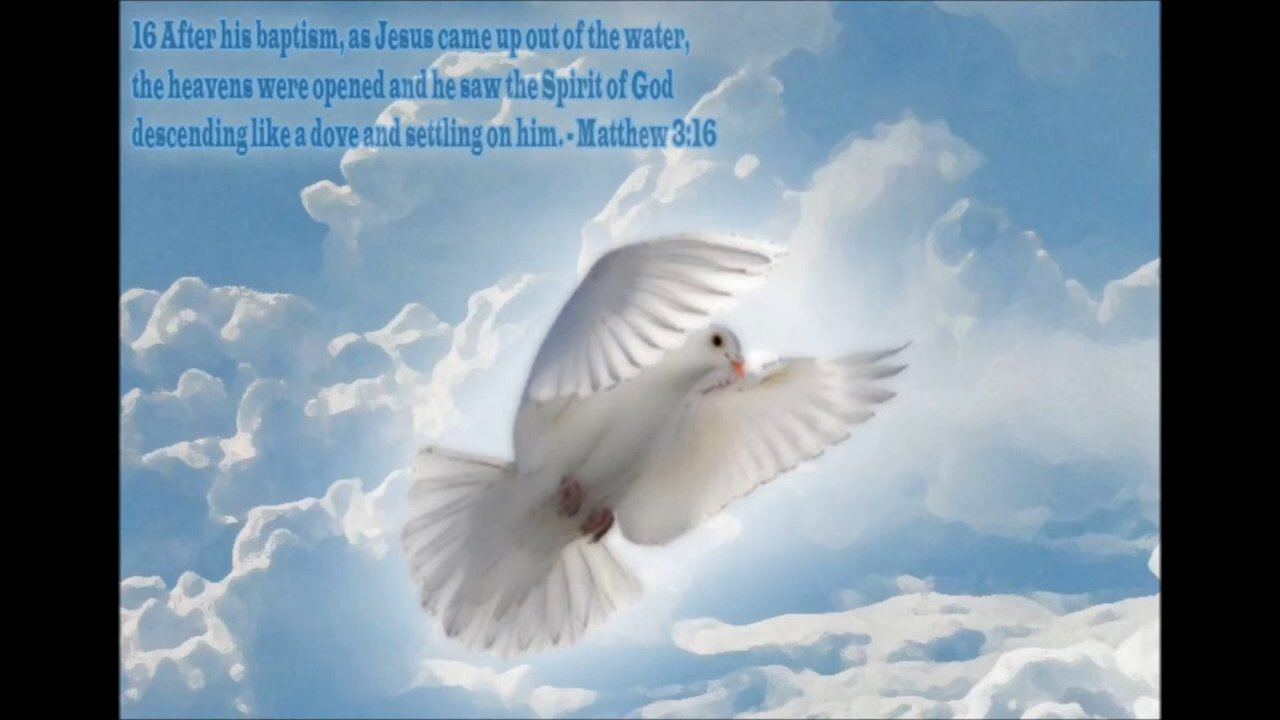 16 After his baptism, as Jesus came up out of the water,
the heavens were opened and he saw the Spirit of God
descending like a dove and settling on him. - Matthew 3:16